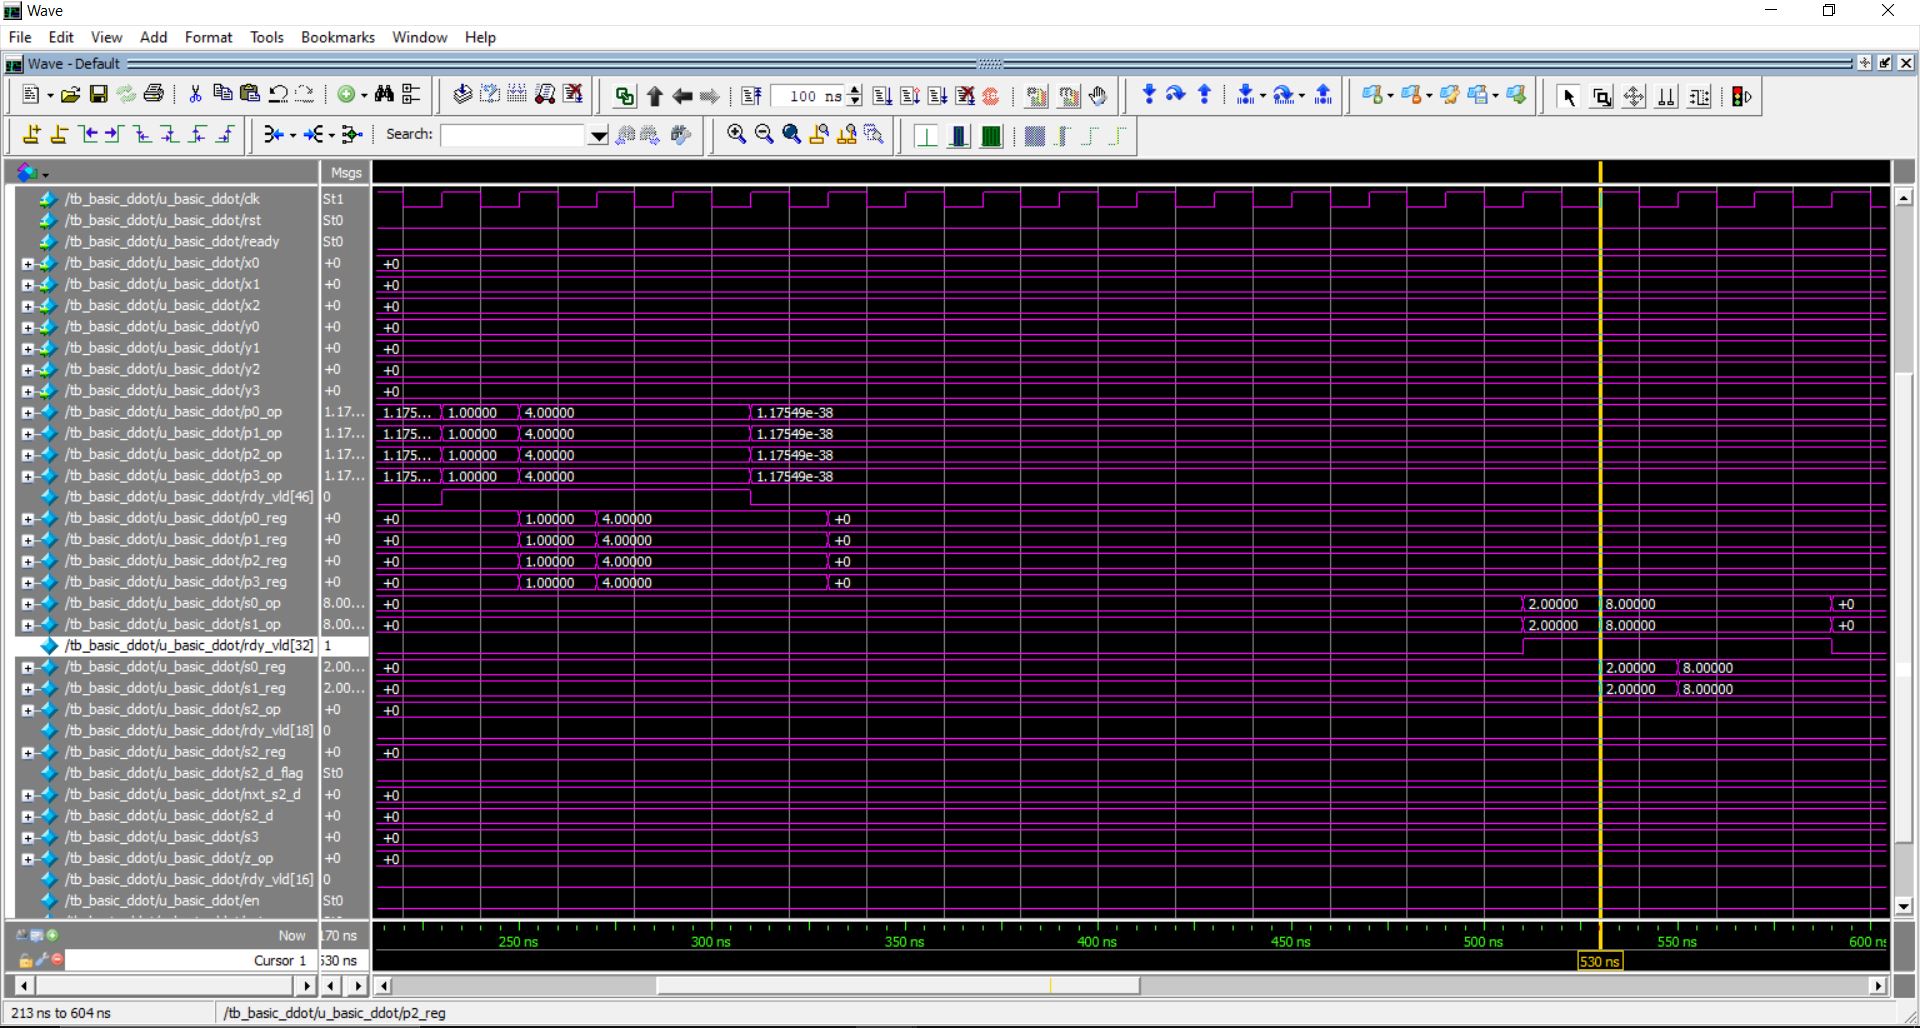 Wave
File Edit View Add Format Tools Bookmarks Window Help
Wave - Default
100 ns
Search:
Msgs
/tb_basic_ddot/u_basic_ddot/clk St1
/tb_basic_ddot/u_basic_ddot/rst St0
/tb_basic_ddot/u_basic_ddot/ready St0
/tb_basic_ddot/u_basic_ddot/x0 +0 +0
/tb_basic_ddot/u_basic_ddot/x1 +0 +0
/tb_basic_ddot/u_basic_ddot/x2 +0 +0
/tb_basic_ddot/u_basic_ddot/y0 +0 +0
/tb_basic_ddot/u_basic_ddot/y1 +0 +0
/tb_basic_ddot/u_basic_ddot/y2 +0 +0
/tb_basic_ddot/u_basic_ddot/y3 +0 +0
/tb_basic_ddot/u_basic_ddot/p0_op 1.17... 1.175... 1.00000 4.00000 1.17549e-38
/tb_basic_ddot/u_basic_ddot/p1_op 1.17... 1.175... 1.00000 4.00000 1.17549e-38
/tb_basic_ddot/u_basic_ddot/p2_op 1.17... 1.175... 1.00000 4.00000 1.17549e-38
/tb_basic_ddot/u_basic_ddot/p3_op 1.17... 1.175... 1.00000 4.00000 1.17549e-38
/tb_basic_ddot/u_basic_ddot/rdy_vld[46] 0
/tb_basic_ddot/u_basic_ddot/p0_reg +0 +0 1.00000 4.00000 +0
/tb_basic_ddot/u_basic_ddot/p1_reg +0 +0 1.00000 4.00000 +0
/tb_basic_ddot/u_basic_ddot/p2_reg +0 +0 1.00000 4.00000 +0
/tb_basic_ddot/u_basic_ddot/p3_reg +0 +0 1.00000 4.00000 +0
/tb_basic_ddot/u_basic_ddot/s0_op 8.00... +0 2.00000 8.00000 +0
/tb_basic_ddot/u_basic_ddot/s1_op 8.00... +0 2.00000 8.00000 +0
/tb_basic_ddot/u_basic_ddot/rdy_vld[32] 1
/tb_basic_ddot/u_basic_ddot/s0_reg 2.00... +0 2.00000 8.00000
/tb_basic_ddot/u_basic_ddot/s1_reg 2.00... +0 2.00000 8.00000
/tb_basic_ddot/u_basic_ddot/s2_op +0 +0
/tb_basic_ddot/u_basic_ddot/rdy_vld[18] 0
/tb_basic_ddot/u_basic_ddot/s2_reg +0 +0
/tb_basic_ddot/u_basic_ddot/s2_d_flag St0
/tb_basic_ddot/u_basic_ddot/nxt_s2_d +0 +0
/tb_basic_ddot/u_basic_ddot/s2_d +0 +0
/tb_basic_ddot/u_basic_ddot/s3 +0 +0
/tb_basic_ddot/u_basic_ddot/z_op +0 +0
/tb_basic_ddot/u_basic_ddot/rdy_vld[16] 0
/tb_basic_ddot/u_basic_ddot/en St0
Now 170 ns 250 ns 300 ns 350 ns 400 ns 450 ns 500 ns 550 ns 600 ns
Cursor 1 530 ns 530 ns
213 ns to 604 ns /tb_basic_ddot/u_basic_ddot/p2_reg